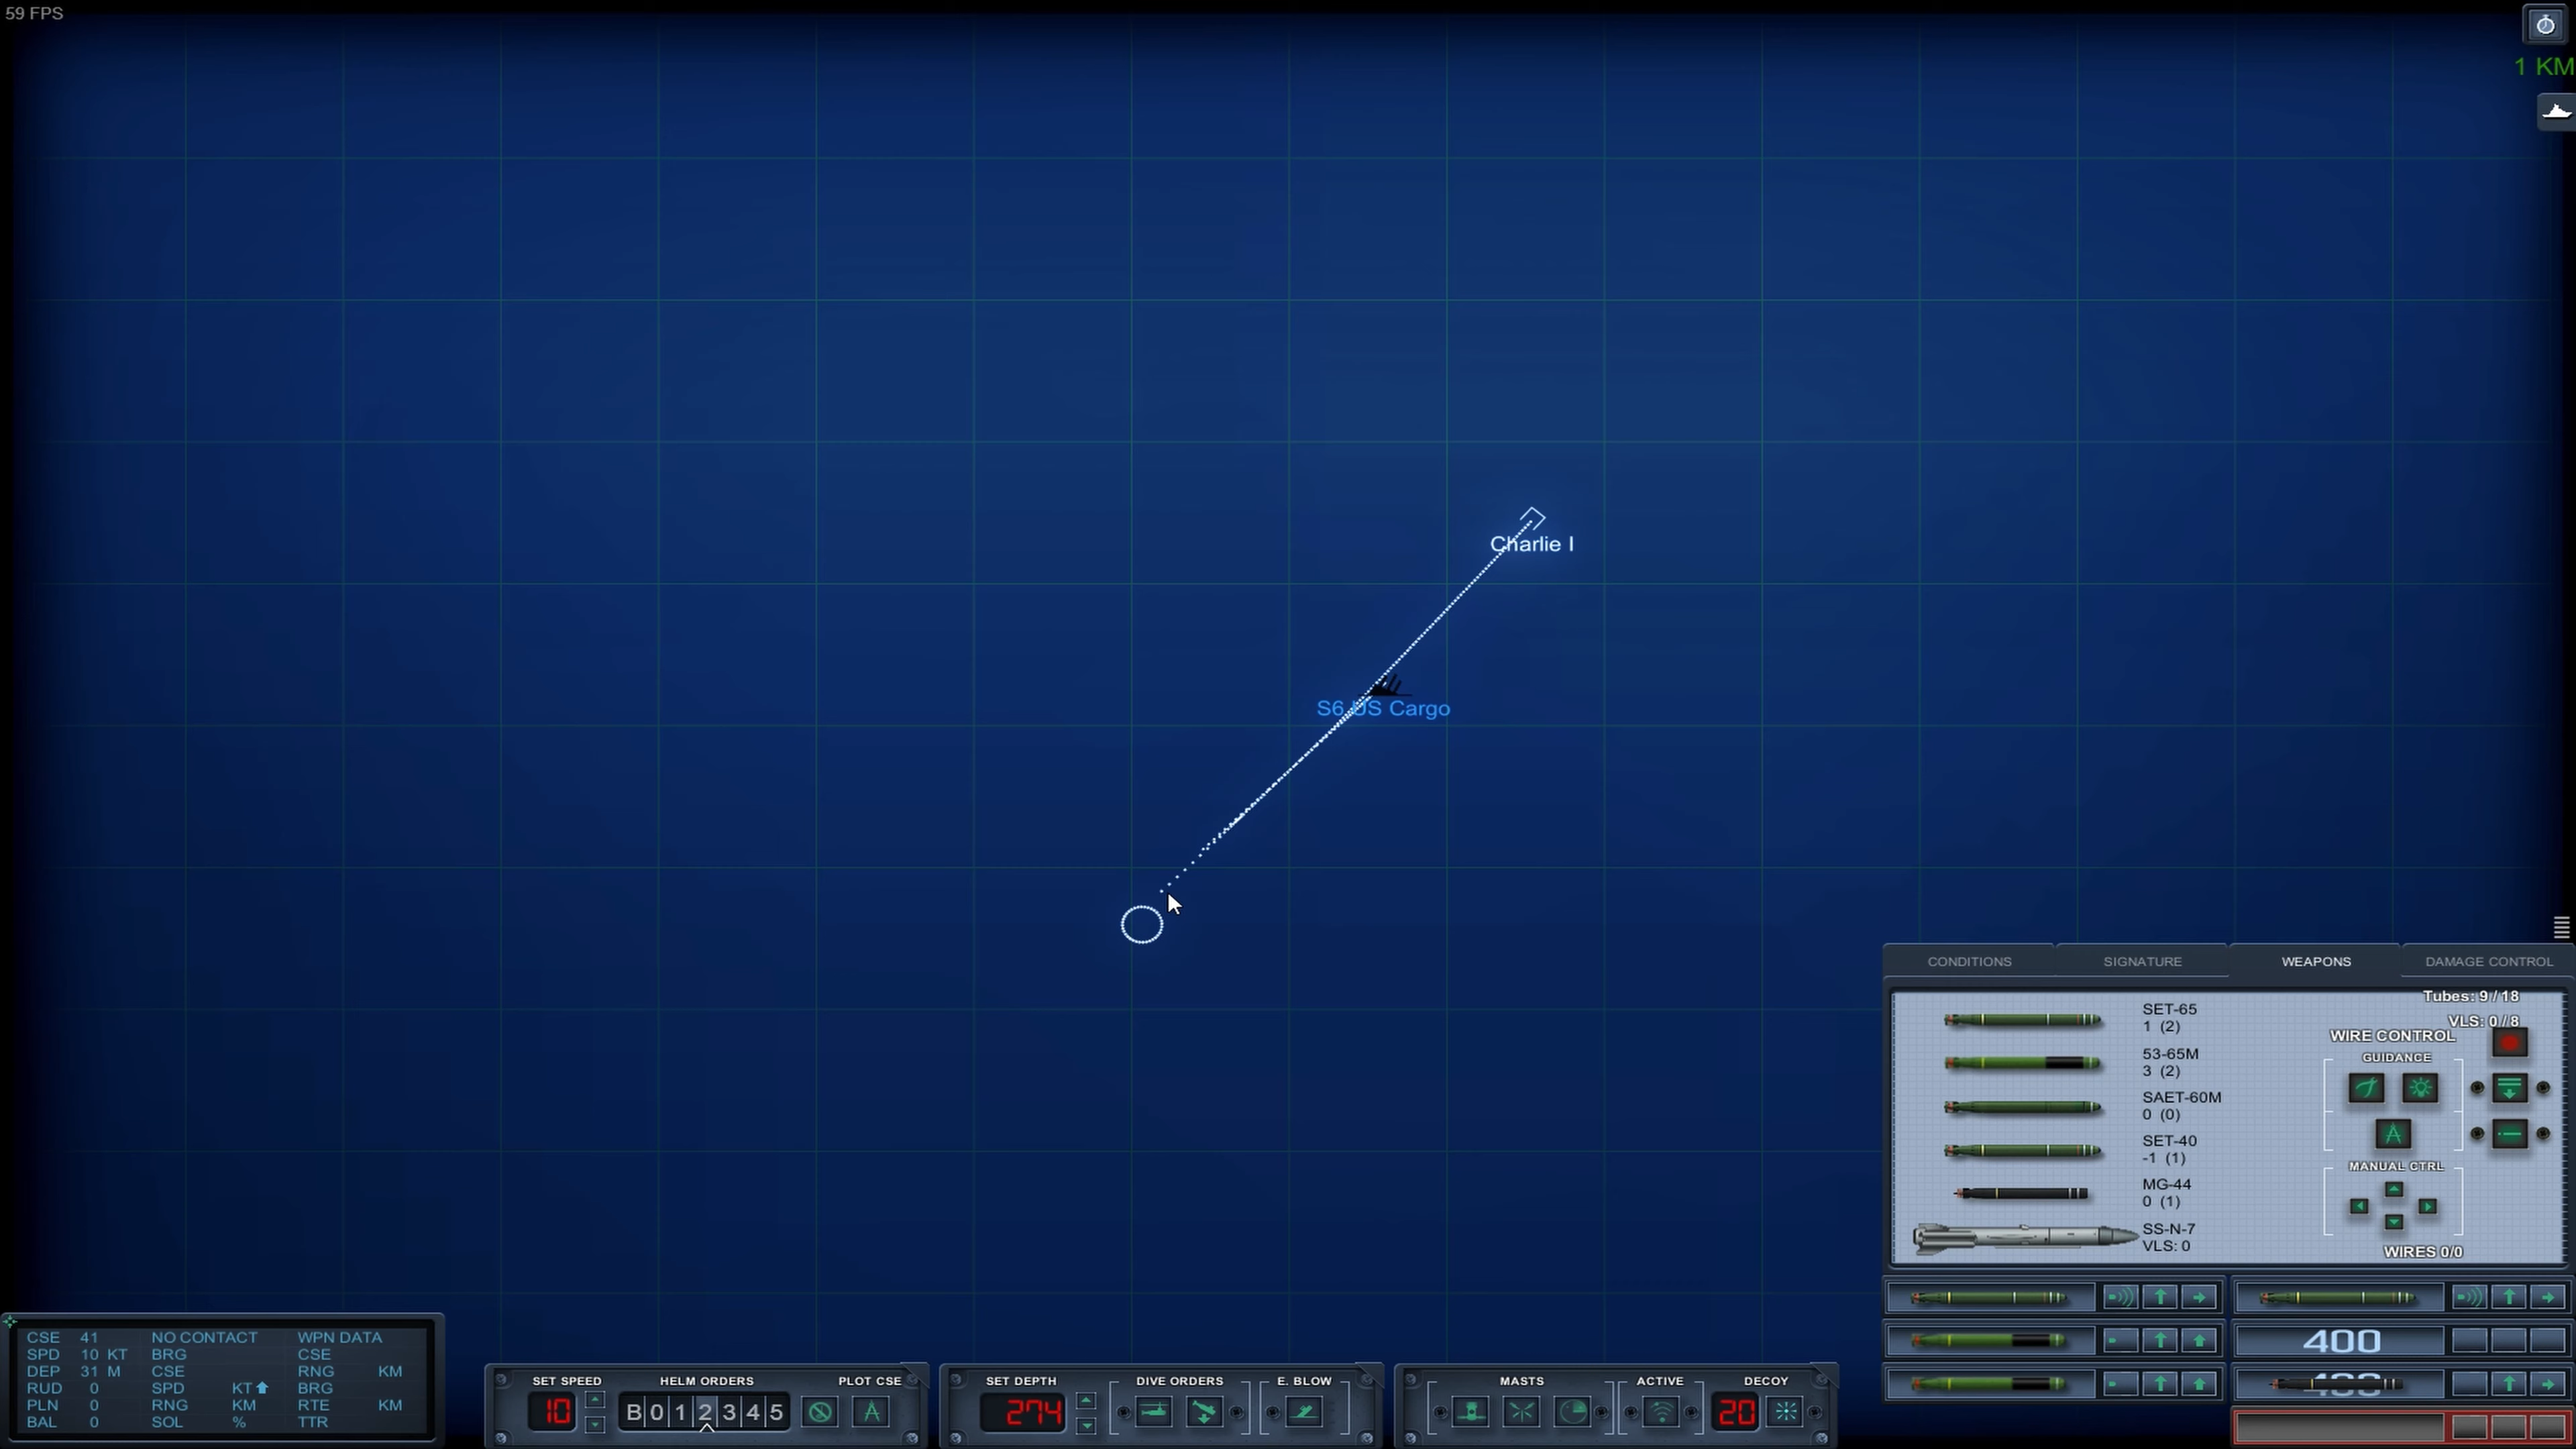 59 FPS
1 KM
Charlie I
S6 US Cargo
CONDITIONS
SIGNATURE
WEAPONS
DAMAGE CONTROL
Tubes: 9 / 18
VLS: 0 / 8
SET-65
1 (2)
53-65M
3 (2)
SAET-60M
0 (0)
SET-40
-1 (1)
MG-44
0 (1)
SS-N-7
VLS: 0
WIRE CONTROL
GUIDANCE
MANUAL CTRL
WIRES 0/0
400
CSE 41 NO CONTACT WPN DATA
SPD 10 KT BRG CSE
DEP 31 M CSE RNG KM
RUD 0 SPD KT BRG
PLN 0 RNG KM RTE KM
BAL 0 SOL % TTR
SET SPEED HELM ORDERS PLOT CSE
10 B 0 1 2 3 4 5
SET DEPTH DIVE ORDERS E. BLOW
274
MASTS ACTIVE DECOY
20